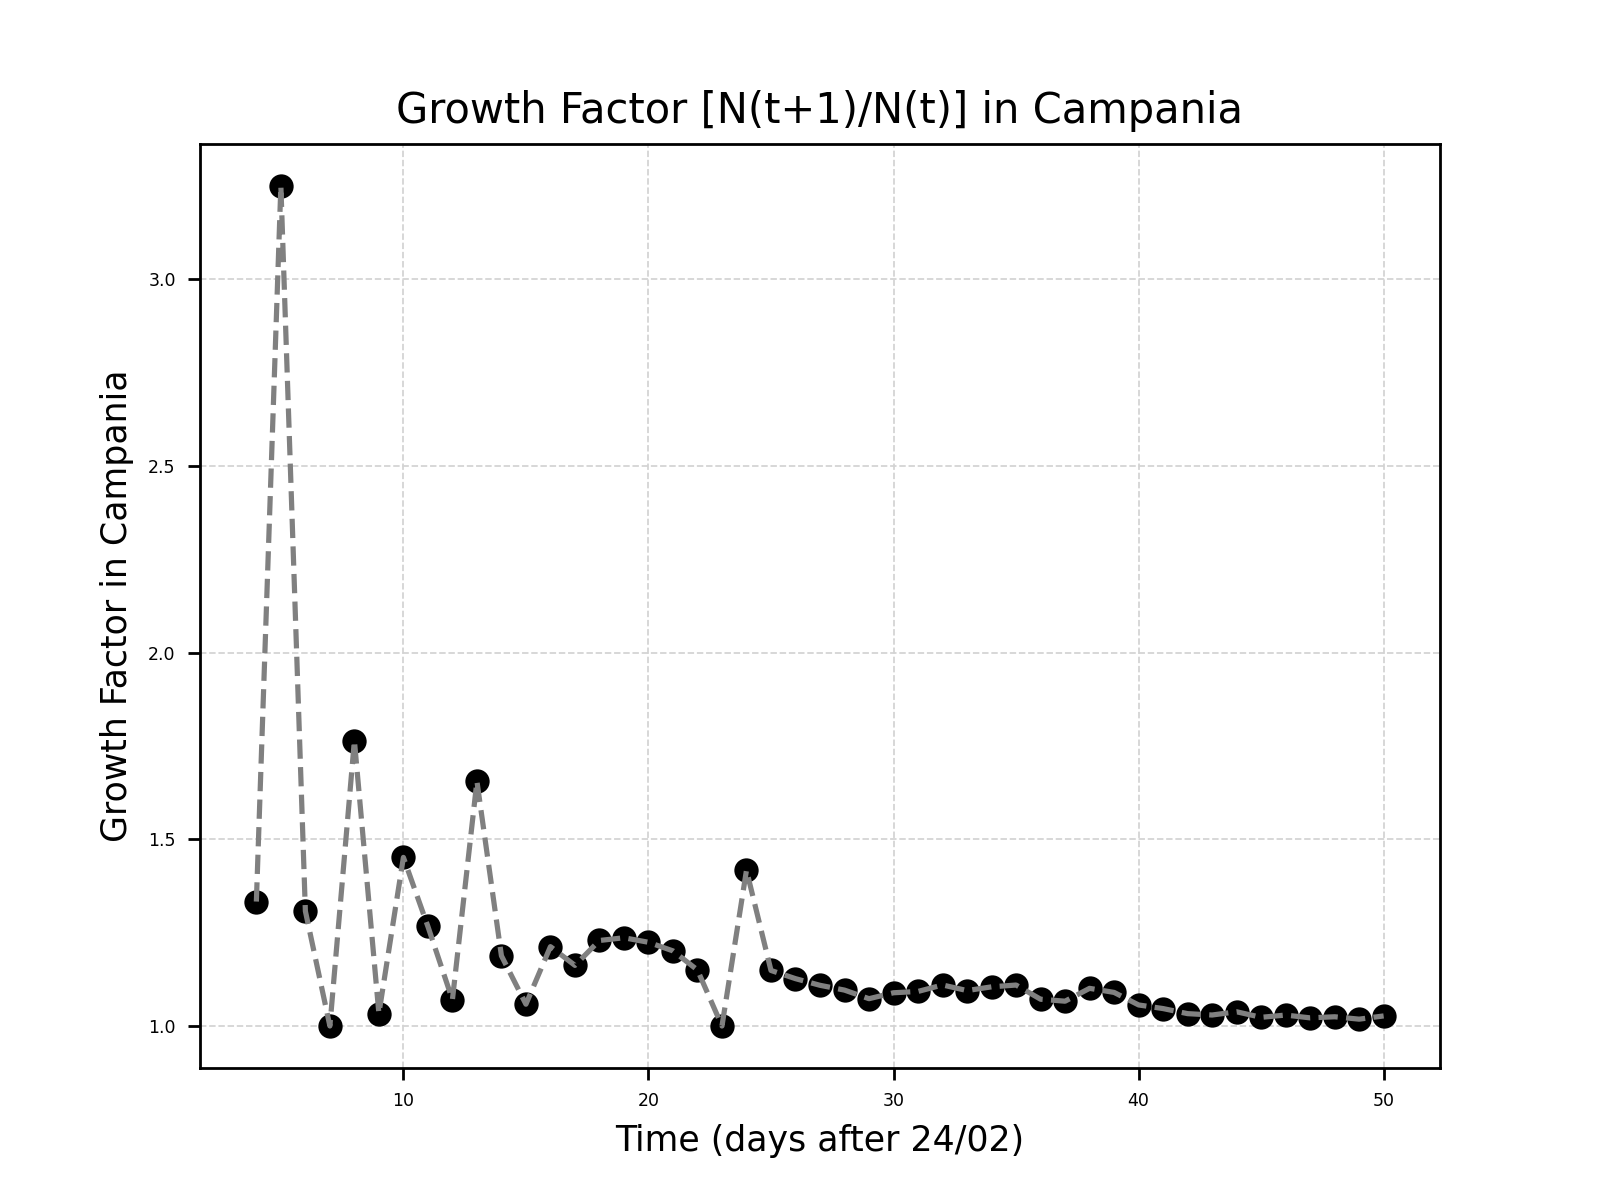 Growth Factor [N(t+1)/N(t)] in Campania
Growth Factor in Campania
3.0
2.5
2.0
1.5
1.0
10 20 30 40 50
Time (days after 24/02)